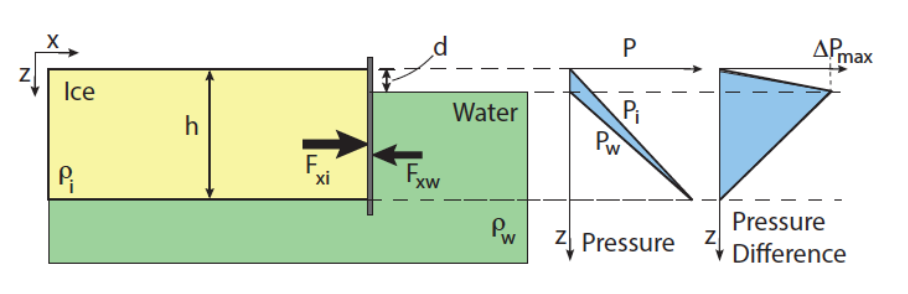 x
z
Ice
h
ρi
Fxi
Fxw
d
Water
ρw
P
Pi
Pw
z
Pressure
ΔPmax
z
Pressure
Difference